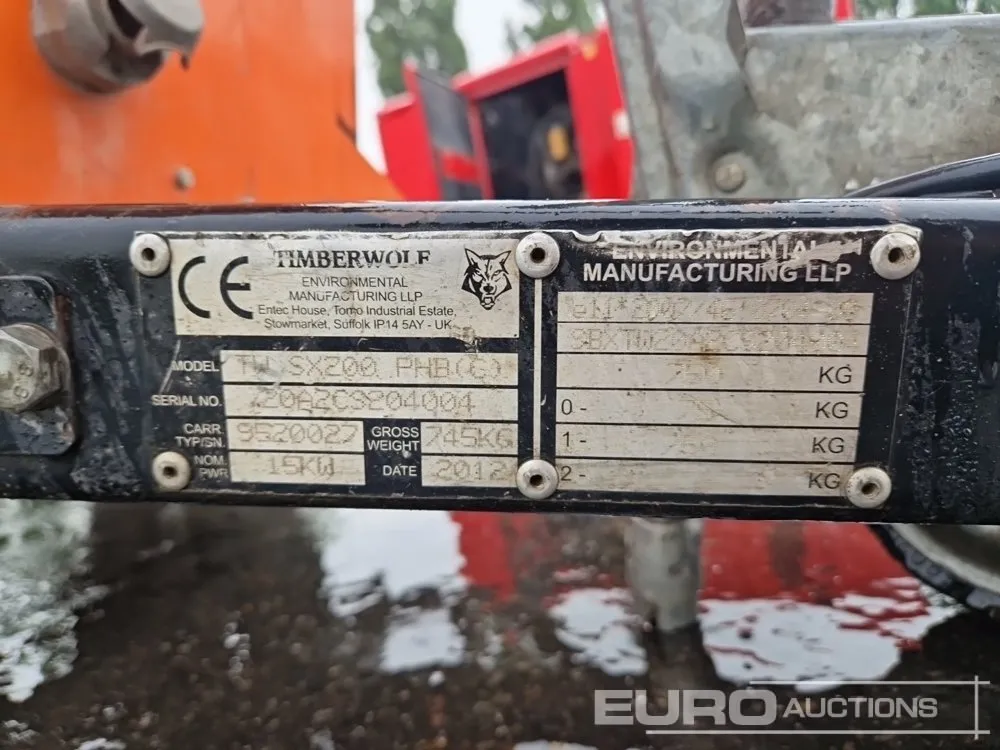 CE
TIMBERWOLF
ENVIRONMENTAL
MANUFACTURING LLP
Entec House, Tomo Industrial Estate,
Stowmarket, Suffolk IP14 5AY - UK
MODEL TW SX200 PHB(G)
SERIAL NO.
CARR. TYP/SN. 9520027
GROSS WEIGHT 745KG
NOM. PWR 15KW
DATE 2012
ENVIRONMENTAL
MANUFACTURING LLP
KG
0- KG
1- KG
2- KG
EURO AUCTIONS